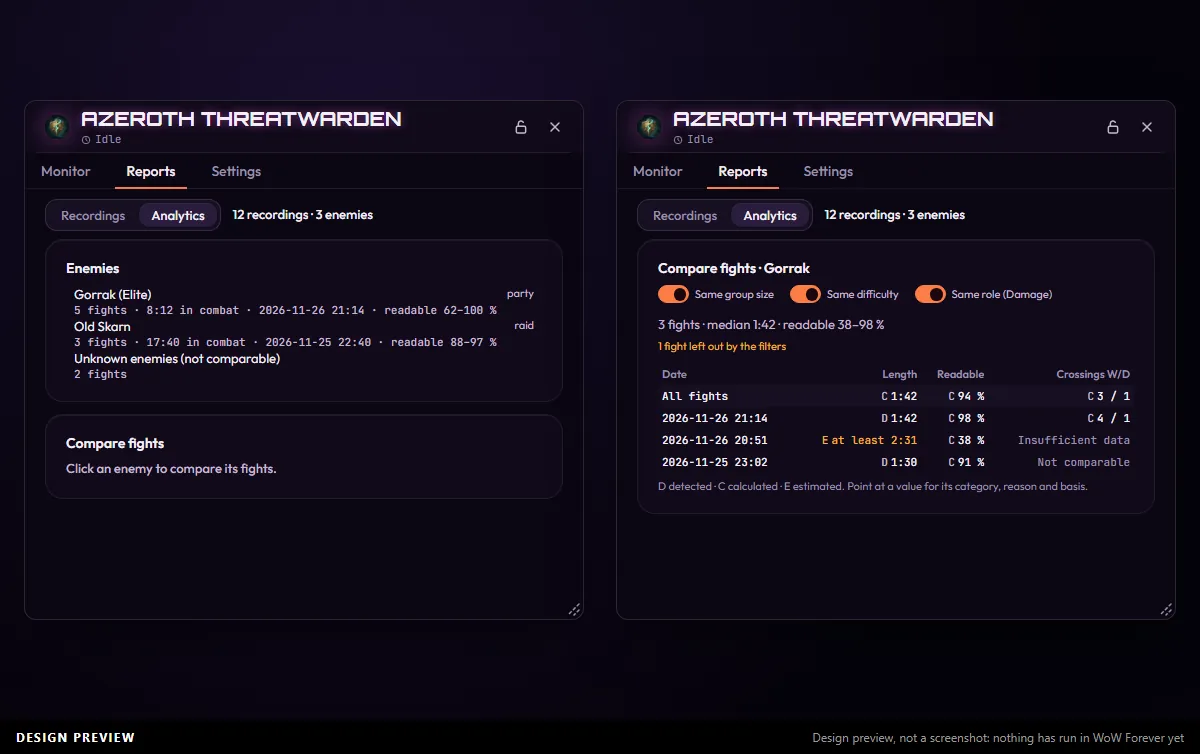 AZEROTH THREATWARDEN
Idle
Monitor Reports Settings
Recordings Analytics 12 recordings · 3 enemies
Enemies
Gorrak (Elite) party
5 fights · 8:12 in combat · 2026-11-26 21:14 · readable 62–100 %
Old Skarn raid
3 fights · 17:40 in combat · 2026-11-25 22:40 · readable 88–97 %
Unknown enemies (not comparable)
2 fights
Compare fights
Click an enemy to compare its fights.
AZEROTH THREATWARDEN
Idle
Monitor Reports Settings
Recordings Analytics 12 recordings · 3 enemies
Compare fights · Gorrak
Same group size Same difficulty Same role (Damage)
3 fights · median 1:42 · readable 38–98 %
1 fight left out by the filters
Date Length Readable Crossings W/D
All fights C 1:42 C 94 % C 3 / 1
2026-11-26 21:14 D 1:42 C 98 % C 4 / 1
2026-11-26 20:51 E at least 2:31 C 38 % Insufficient data
2026-11-25 23:02 D 1:30 C 91 % Not comparable
D detected · C calculated · E estimated. Point at a value for its category, reason and basis.
DESIGN PREVIEW Design preview, not a screenshot: nothing has run in WoW Forever yet